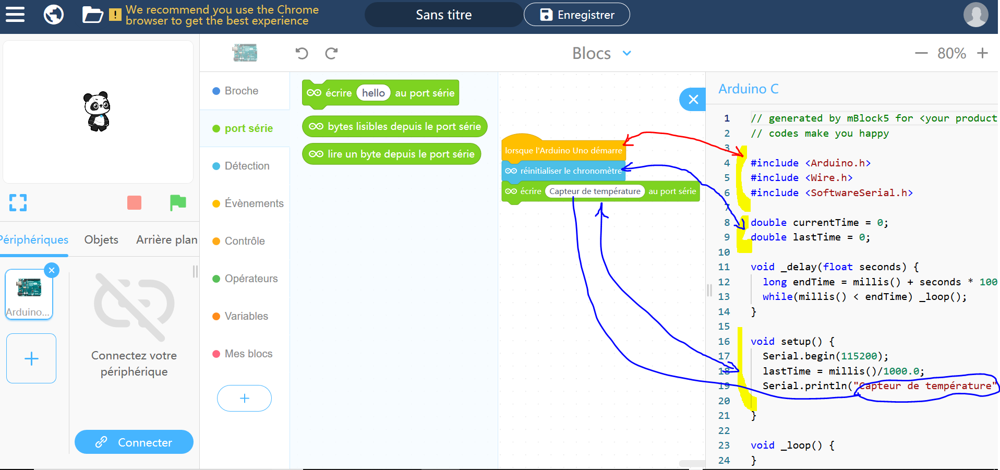 ! We recommend you use the Chrome
browser to get the best experience
Sans titre
Enregistrer
Blocs
80%
Broche
port série
Détection
Évènements
Contrôle
Opérateurs
Variables
Mes blocs
écrire hello au port série
bytes lisibles depuis le port série
lire un byte depuis le port série
lorsque l'Arduino Uno démarre
réinitialiser le chronomètre
écrire Capteur de température au port série
Périphériques
Objets
Arrière plan
Arduino...
Connectez votre
périphérique
Connecter
Arduino C
1 // generated by mBlock5 for <your product
2 // codes make you happy
3
4 #include <Arduino.h>
5 #include <Wire.h>
6 #include <SoftwareSerial.h>
7
8 double currentTime = 0;
9 double lastTime = 0;
10
11 void _delay(float seconds) {
12 long endTime = millis() + seconds * 100
13 while(millis() < endTime) _loop();
14 }
15
16 void setup() {
17 Serial.begin(115200);
18 lastTime = millis()/1000.0;
19 Serial.println("Capteur de température"
20
21 }
22
23 void _loop() {
24 }